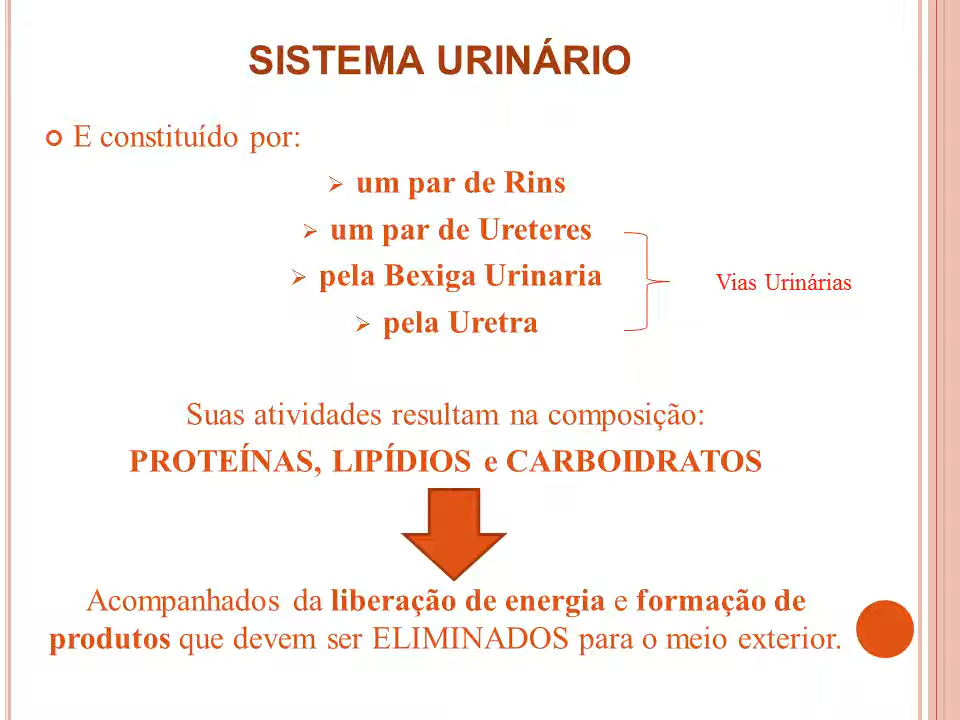 SISTEMA URINÁRIO
E constituído por:
um par de Rins
um par de Ureteres
pela Bexiga Urinaria
Vias Urinárias
pela Uretra
Suas atividades resultam na composição:
PROTEÍNAS, LIPÍDIOS e CARBOIDRATOS
Acompanhados da liberação de energia e formação de
produtos que devem ser ELIMINADOS para o meio exterior.